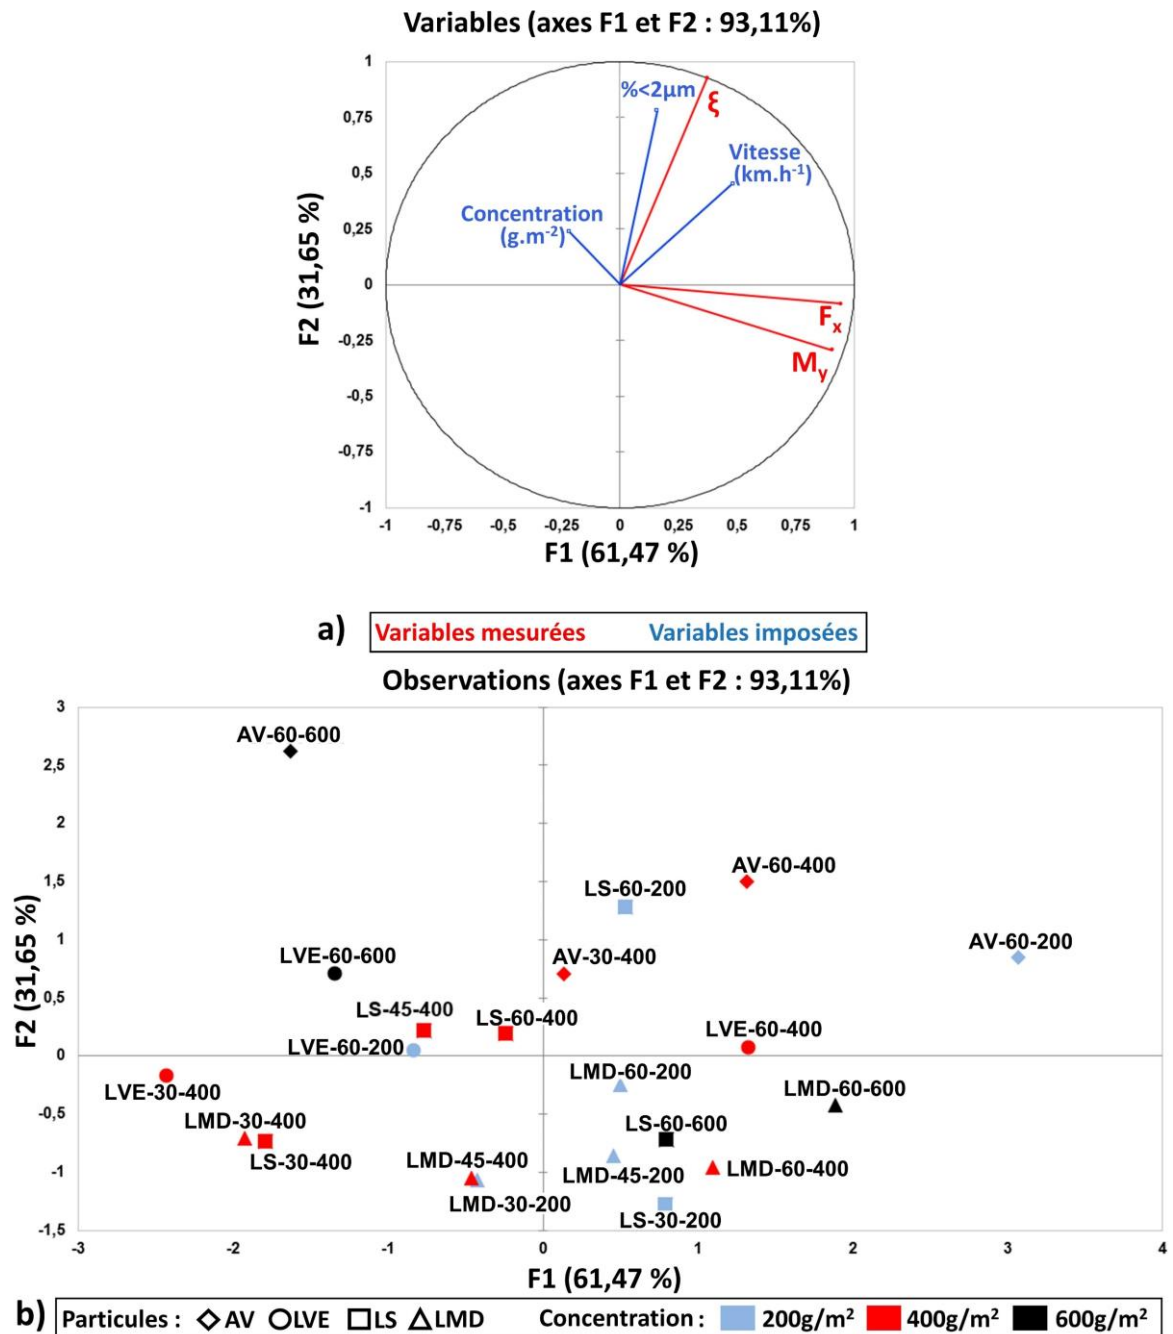 Variables (axes F1 et F2 : 93,11%)
1
0,75
0,5
0,25
0
-0,25
-0,5
-0,75
-1
F2 (31,65 %)
%<2µm
ξ
Vitesse
(km.h⁻¹)
Concentration
(g.m⁻²)
Fx
My
-1 -0,75 -0,5 -0,25 0 0,25 0,5 0,75 1
F1 (61,47 %)
a) Variables mesurées Variables imposées
Observations (axes F1 et F2 : 93,11%)
3
2,5
2
1,5
1
0,5
0
-0,5
-1
-1,5
F2 (31,65 %)
AV-60-600
AV-60-400
LS-60-200
AV-60-200
LVE-60-600 AV-30-400
LS-45-400 LS-60-400
LVE-60-200 LVE-60-400
LVE-30-400 LMD-60-200 LMD-60-600
LMD-30-400 LS-60-600
LS-30-400 LMD-45-400 LMD-60-400
LMD-30-200 LMD-45-200
LS-30-200
-3 -2 -1 0 1 2 3 4
F1 (61,47 %)
b) Particules : AV LVE LS LMD Concentration : 200g/m² 400g/m² 600g/m²